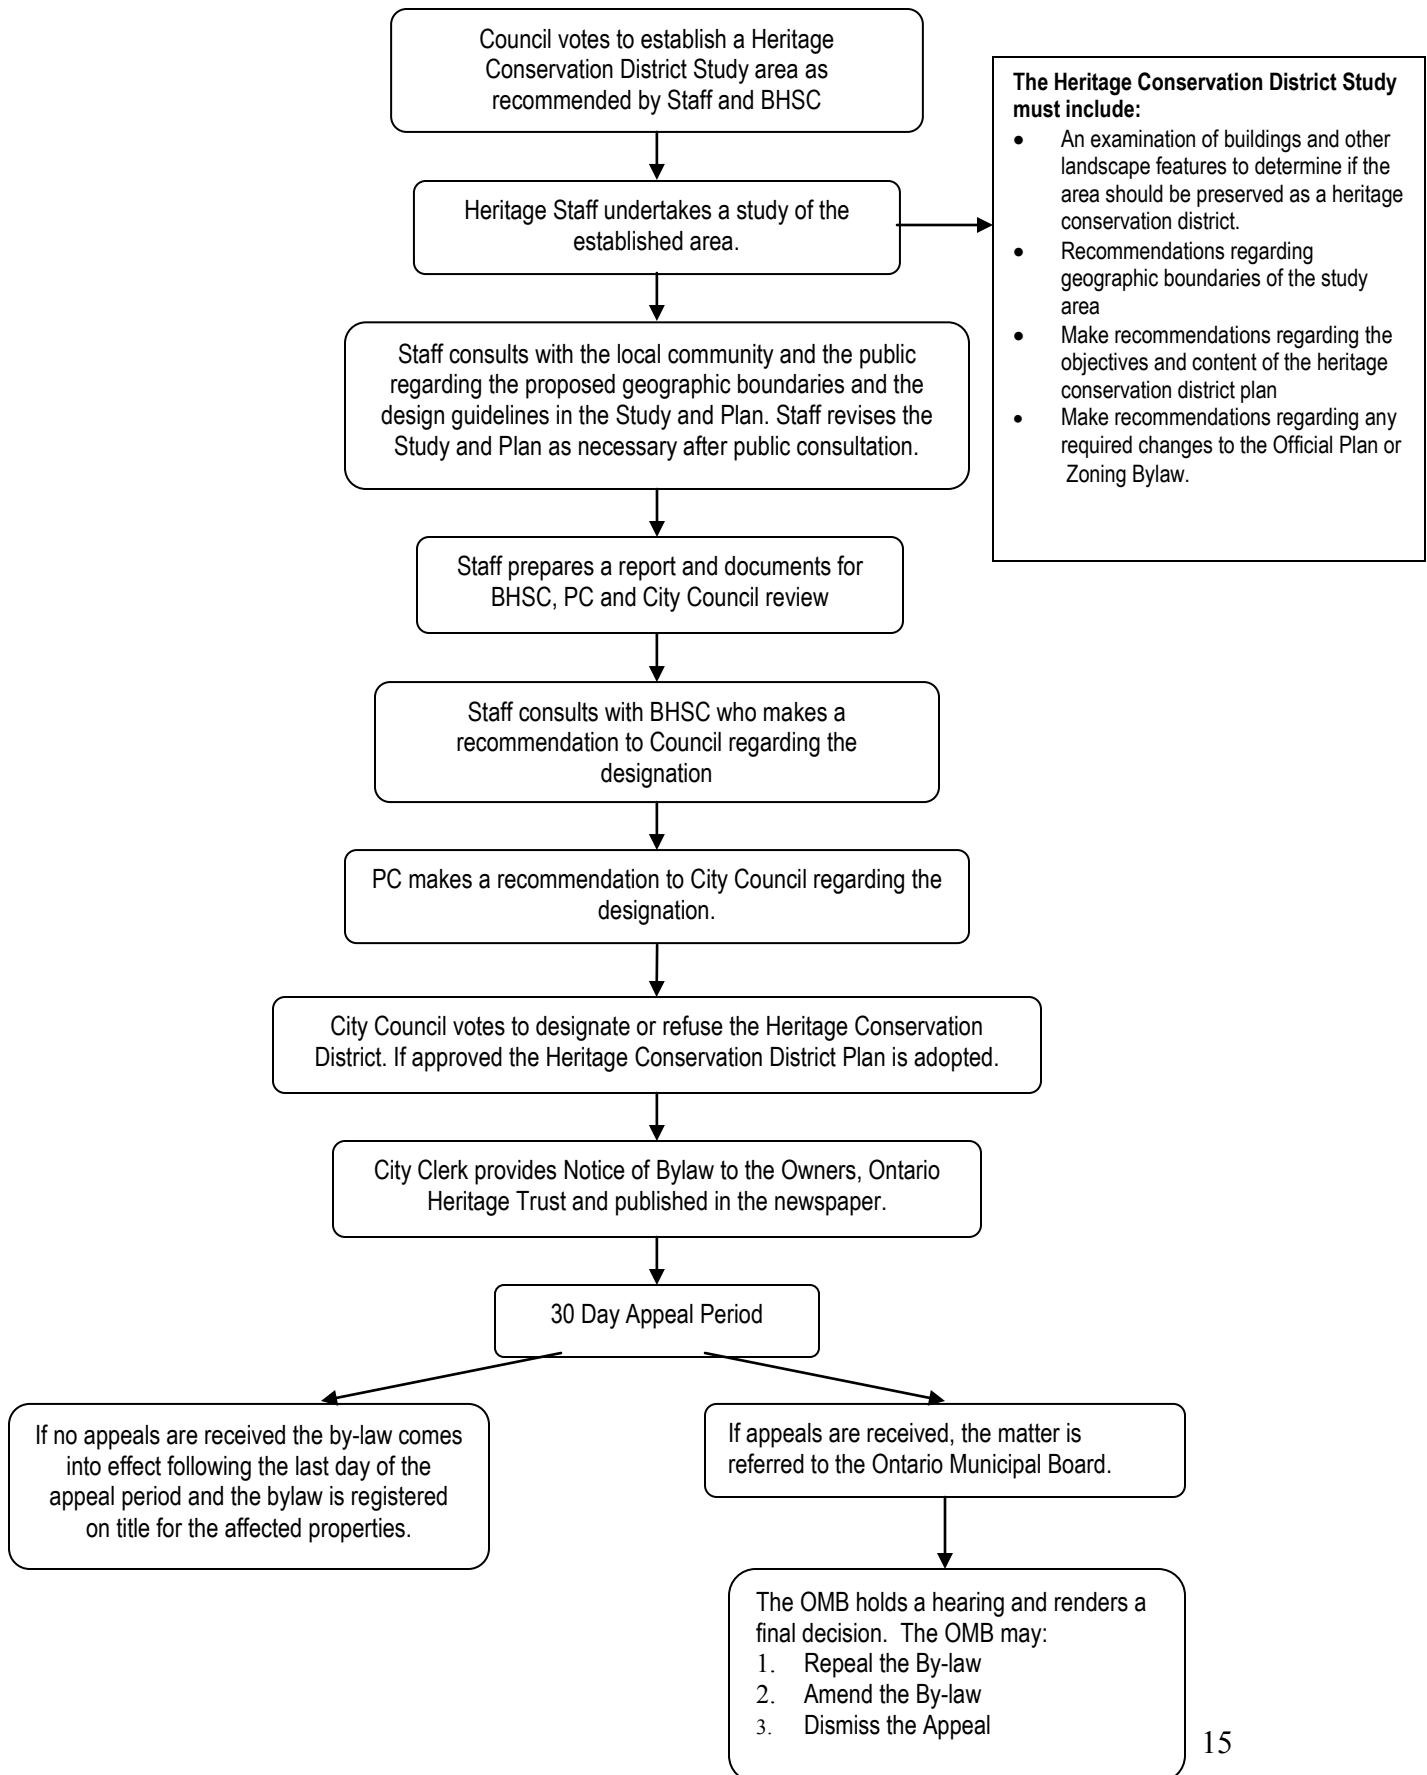 Council votes to establish a Heritage
Conservation District Study area as
recommended by Staff and BHSC
Heritage Staff undertakes a study of the
established area.
The Heritage Conservation District Study
must include:
• An examination of buildings and other
landscape features to determine if the
area should be preserved as a heritage
conservation district.
• Recommendations regarding
geographic boundaries of the study
area
• Make recommendations regarding the
objectives and content of the heritage
conservation district plan
• Make recommendations regarding any
required changes to the Official Plan or
Zoning Bylaw.
Staff consults with the local community and the public
regarding the proposed geographic boundaries and the
design guidelines in the Study and Plan. Staff revises the
Study and Plan as necessary after public consultation.
Staff prepares a report and documents for
BHSC, PC and City Council review
Staff consults with BHSC who makes a
recommendation to Council regarding the
designation
PC makes a recommendation to City Council regarding the
designation.
City Council votes to designate or refuse the Heritage Conservation
District. If approved the Heritage Conservation District Plan is adopted.
City Clerk provides Notice of Bylaw to the Owners, Ontario
Heritage Trust and published in the newspaper.
30 Day Appeal Period
If no appeals are received the by-law comes
into effect following the last day of the
appeal period and the bylaw is registered
on title for the affected properties.
If appeals are received, the matter is
referred to the Ontario Municipal Board.
The OMB holds a hearing and renders a
final decision. The OMB may:
1. Repeal the By-law
2. Amend the By-law
3. Dismiss the Appeal
15